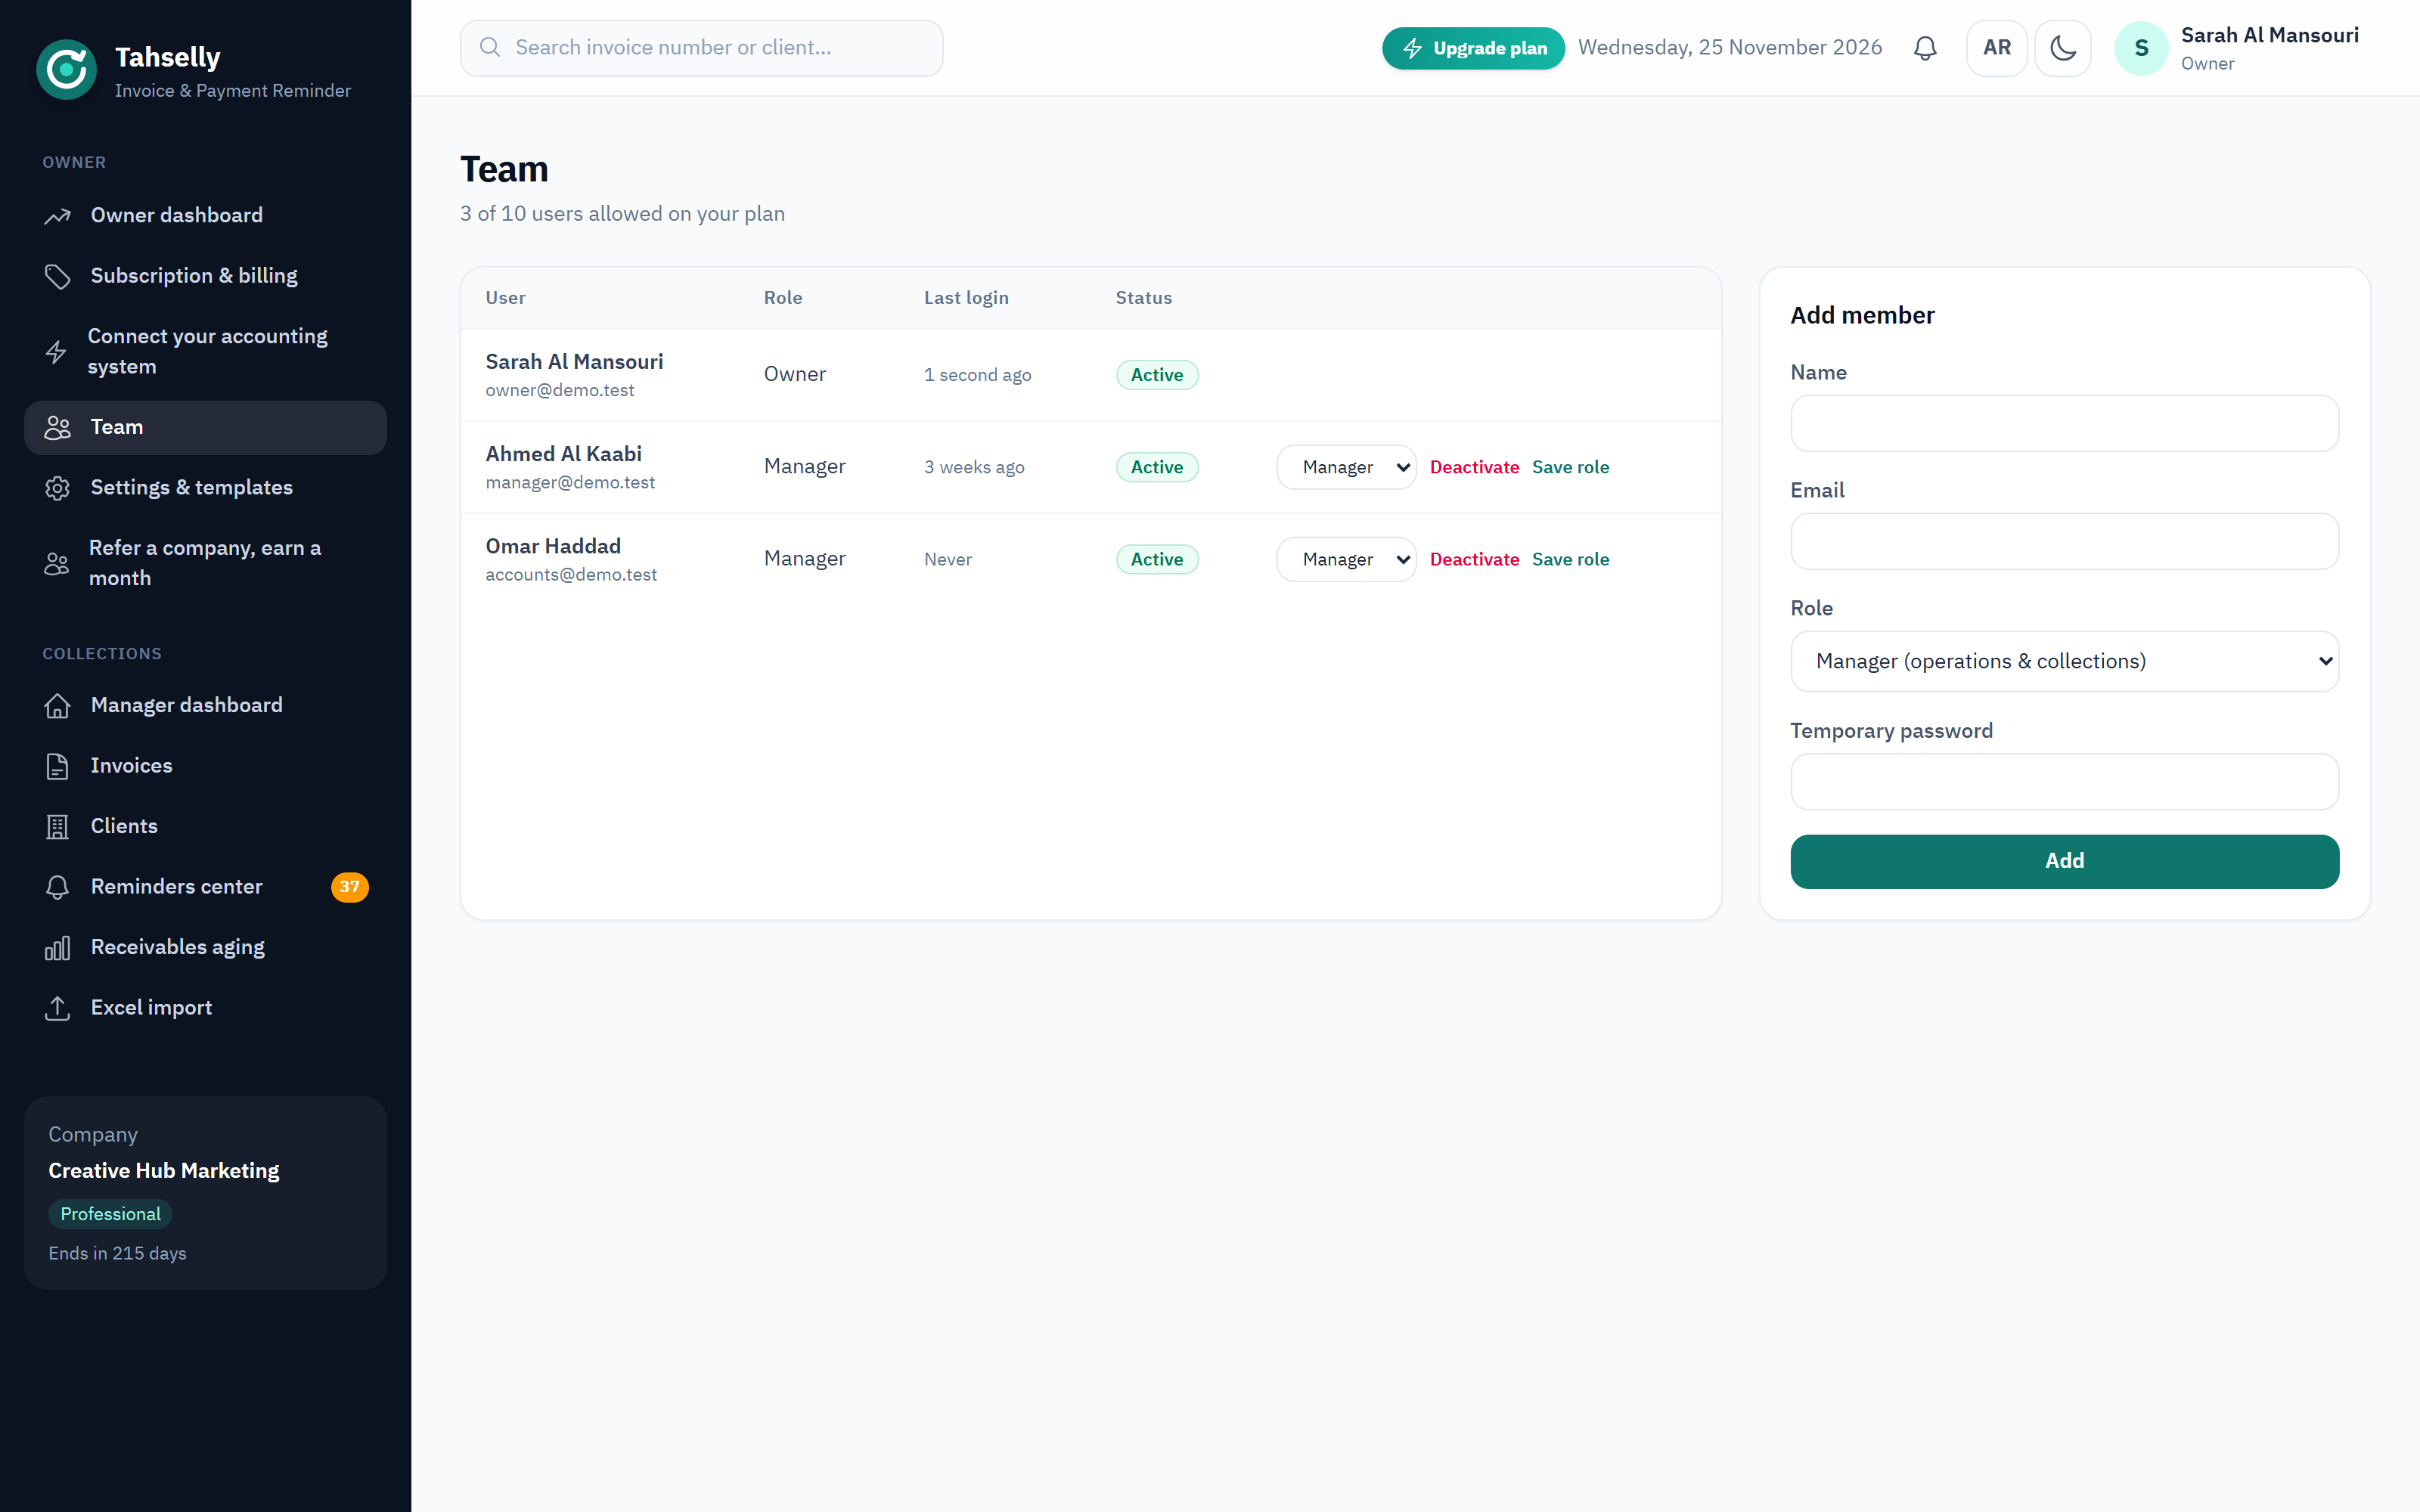 Tahselly
Invoice & Payment Reminder
OWNER
Owner dashboard
Subscription & billing
Connect your accounting
system
Team
Settings & templates
Refer a company, earn a
month
COLLECTIONS
Manager dashboard
Invoices
Clients
Reminders center 37
Receivables aging
Excel import
Company
Creative Hub Marketing
Professional
Ends in 215 days
Search invoice number or client...
Upgrade plan
Wednesday, 25 November 2026
AR
S
Sarah Al Mansouri
Owner
Team
3 of 10 users allowed on your plan
User Role Last login Status
Sarah Al Mansouri
owner@demo.test
Owner 1 second ago Active
Ahmed Al Kaabi
manager@demo.test
Manager 3 weeks ago Active Manager Deactivate Save role
Omar Haddad
accounts@demo.test
Manager Never Active Manager Deactivate Save role
Add member
Name
Email
Role
Manager (operations & collections)
Temporary password
Add